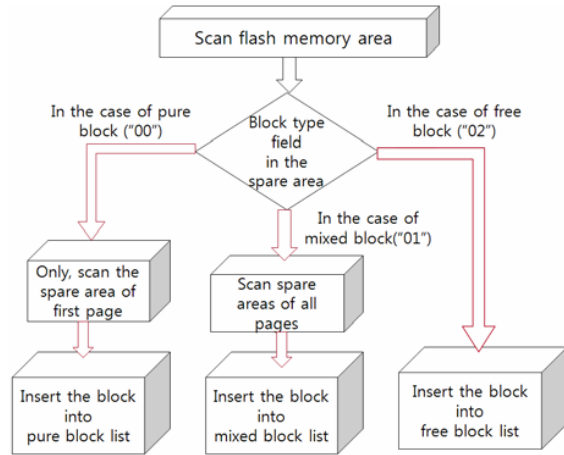 Scan flash memory area
In the case of pure
block ("00")
In the case of free
block ("02")
Block type
field
in the
spare area
In the case of
mixed block("01")
Only, scan the
spare area of
first page
Scan spare
areas of all
pages
Insert the block
into
pure block list
Insert the block
into
mixed block list
Insert the block
into
free block list